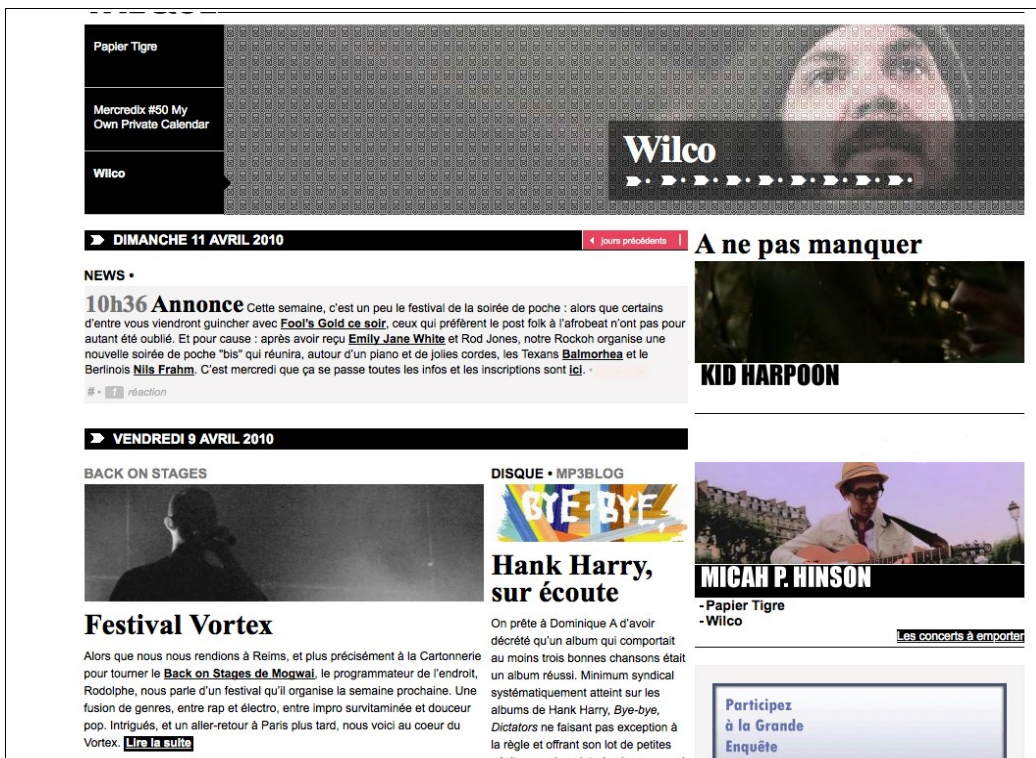 Papier Tigre
Mercredix #50 My
Own Private Calendar
Wilco
Wilco
DIMANCHE 11 AVRIL 2010
jours précédents
NEWS •
10h36 Annonce Cette semaine, c'est un peu le festival de la soirée de poche : alors que certains
d'entre vous viendront guincher avec Fool's Gold ce soir, ceux qui préfèrent le post folk à l'afrobeat n'ont pas pour
autant été oublié. Et pour cause : après avoir reçu Emily Jane White et Rod Jones, notre Rockoh organise une
nouvelle soirée de poche "bis" qui réunira, autour d'un piano et de jolies cordes, les Texans Balmorhea et le
Berlinois Nils Frahm. C'est mercredi que ça se passe toutes les infos et les inscriptions sont ici. •
# • 1 réaction
VENDREDI 9 AVRIL 2010
BACK ON STAGES
Festival Vortex
Alors que nous nous rendions à Reims, et plus précisément à la Cartonnerie
pour tourner le Back on Stages de Mogwai, le programmateur de l'endroit,
Rodolphe, nous parle d'un festival qu'il organise la semaine prochaine. Une
fusion de genres, entre rap et électro, entre impro survitaminée et douceur
pop. Intrigués, et un aller-retour à Paris plus tard, nous voici au coeur du
Vortex. Lire la suite
DISQUE • MP3BLOG
BYE-BYE,
Hank Harry,
sur écoute
On prête à Dominique A d'avoir
décrété qu'un album qui comportait
au moins trois bonnes chansons était
un album réussi. Minimum syndical
systématiquement atteint sur les
albums de Hank Harry, Bye-bye,
Dictators ne faisant pas exception à
la règle et offrant son lot de petites
A ne pas manquer
KID HARPOON
MICAH P. HINSON
- Papier Tigre
- Wilco
Les concerts à emporter
Participez
à la Grande
Enquête